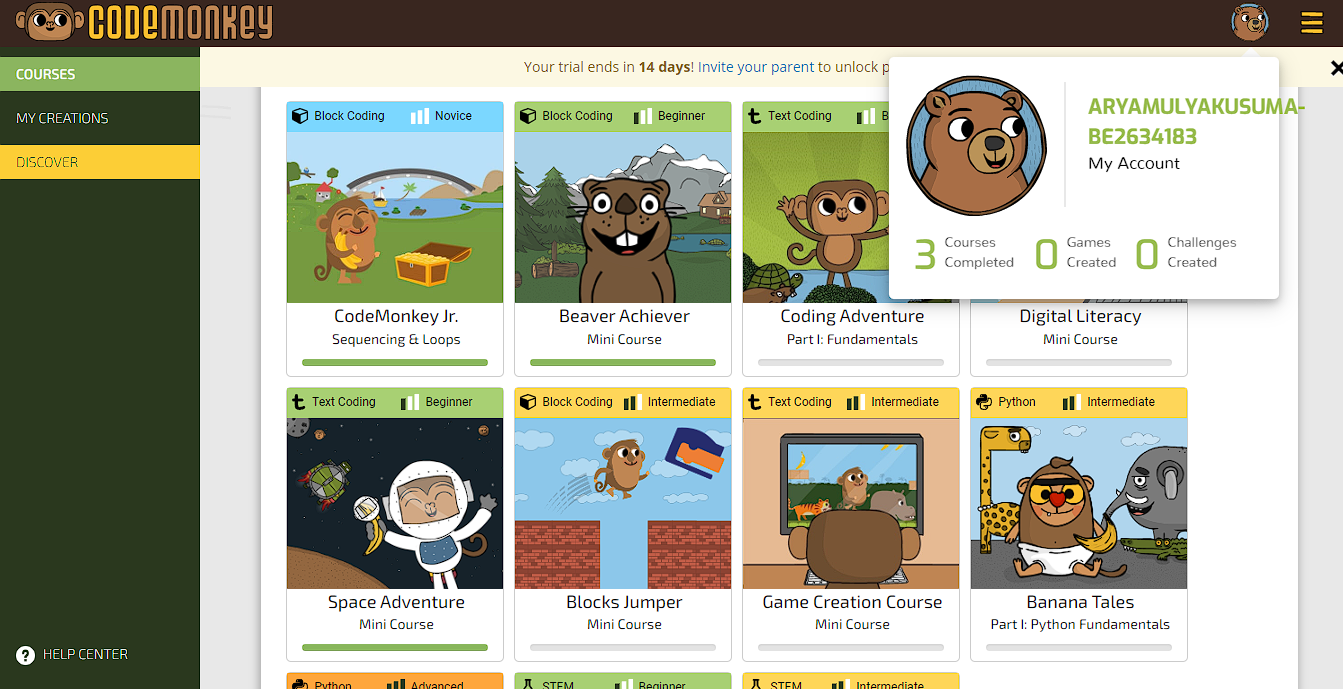 CODEMONKEY
COURSES
MY CREATIONS
DISCOVER
HELP CENTER
Your trial ends in 14 days! Invite your parent to unlock
ARYAMULYAKUSUMA-
BE2634183
My Account
3 Courses Completed
0 Games Created
0 Challenges Created
Block Coding Novice
CodeMonkey Jr.
Sequencing & Loops
Block Coding Beginner
Beaver Achiever
Mini Course
Text Coding
Coding Adventure
Part I: Fundamentals
Digital Literacy
Mini Course
Text Coding Beginner
Space Adventure
Mini Course
Block Coding Intermediate
Blocks Jumper
Mini Course
Text Coding Intermediate
Game Creation Course
Mini Course
Python Intermediate
Banana Tales
Part I: Python Fundamentals
Python Advanced
STEM Beginner
STEM Intermediate